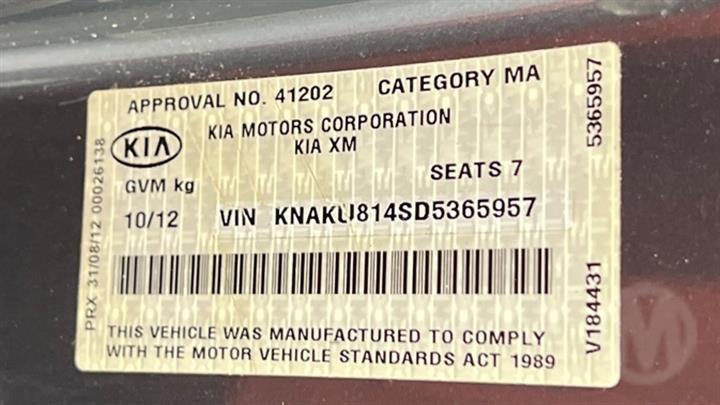 APPROVAL NO. 41202 CATEGORY MA
KIA KIA MOTORS CORPORATION
KIA XM
GVM kg SEATS 7
10/12 VIN KNAKU814SD5365957
THIS VEHICLE WAS MANUFACTURED TO COMPLY
WITH THE MOTOR VEHICLE STANDARDS ACT 1989
PRX 31/08/12 00026138
5365957
V184431
M